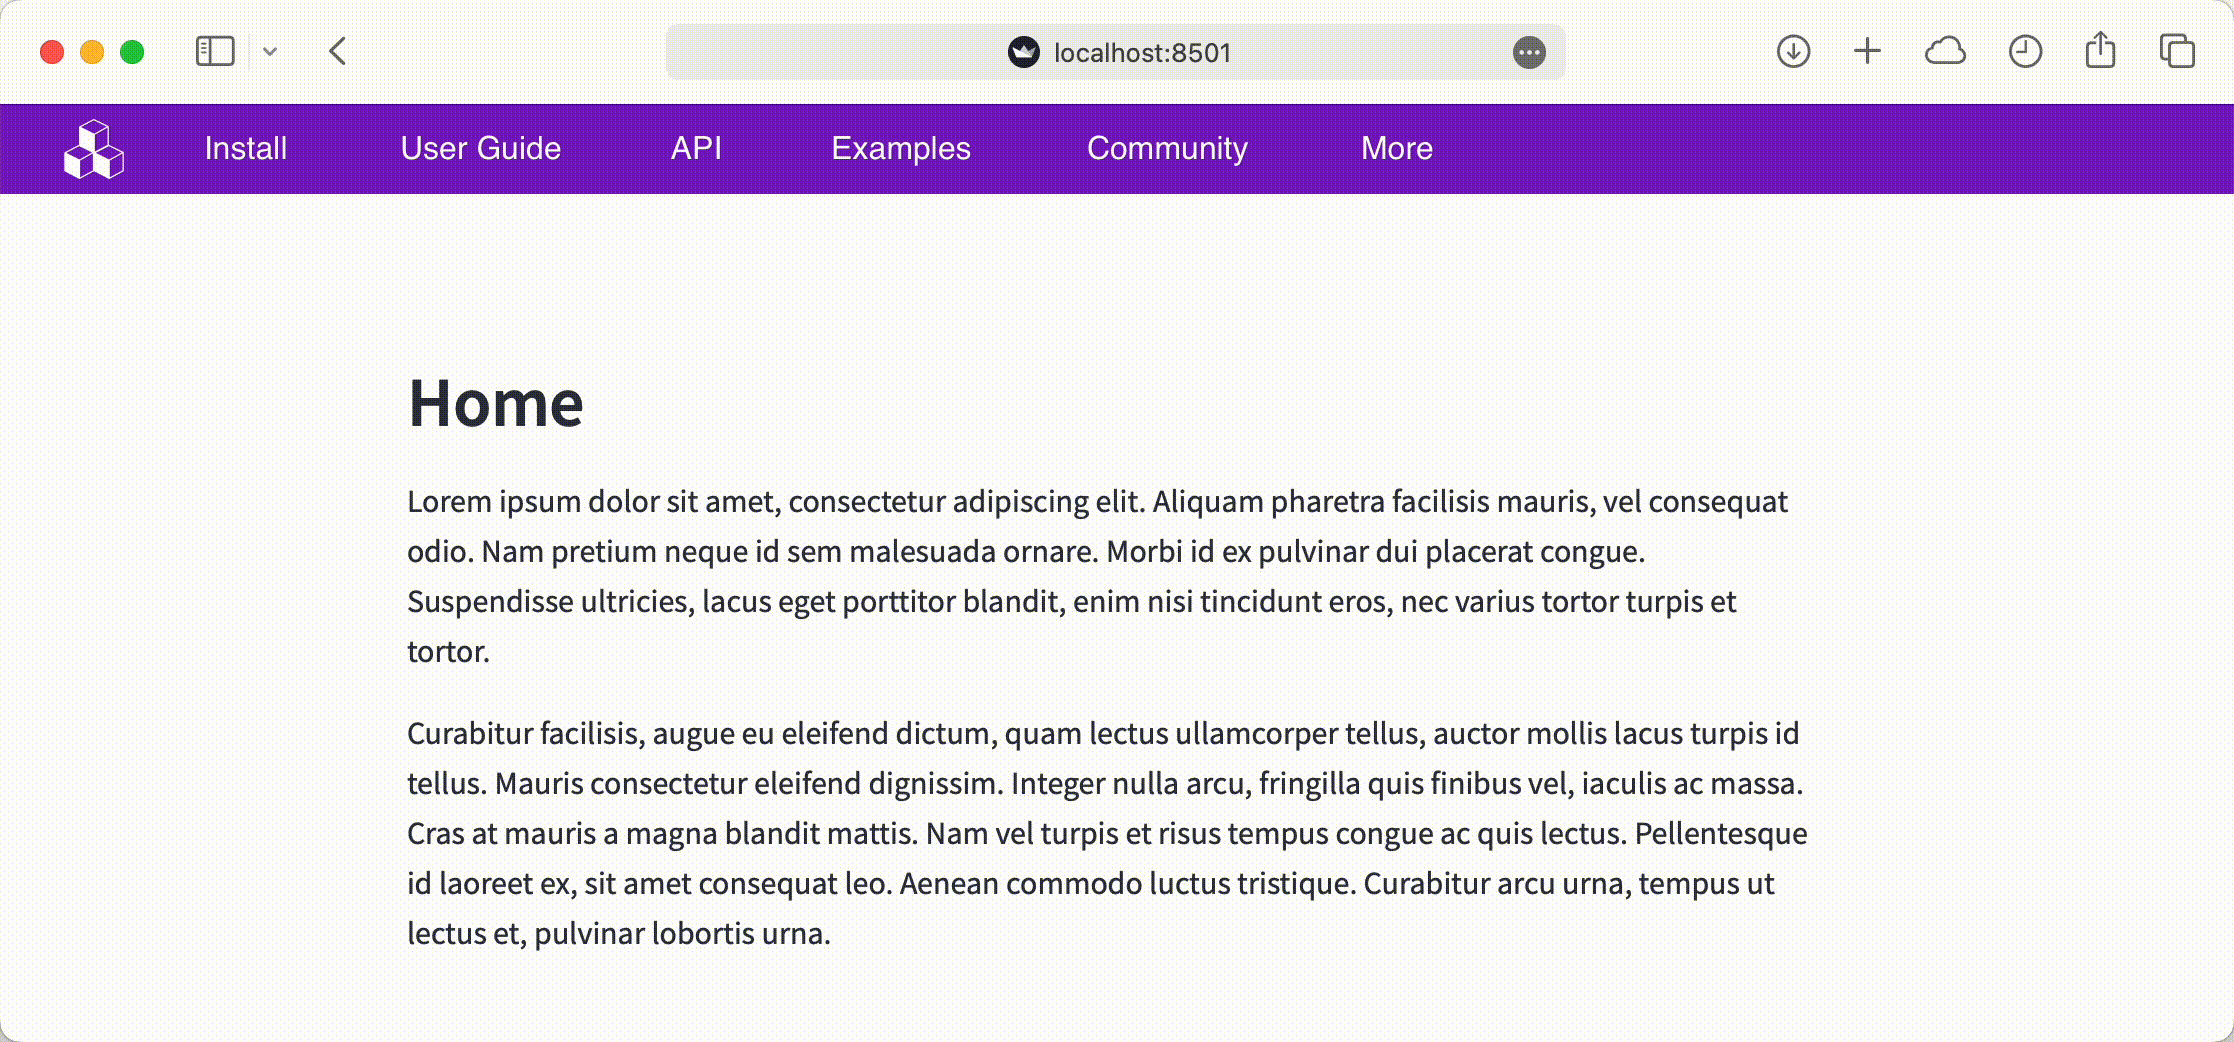 localhost:8501
Install User Guide API Examples Community More
Home
Lorem ipsum dolor sit amet, consectetur adipiscing elit. Aliquam pharetra facilisis mauris, vel consequat
odio. Nam pretium neque id sem malesuada ornare. Morbi id ex pulvinar dui placerat congue.
Suspendisse ultricies, lacus eget porttitor blandit, enim nisi tincidunt eros, nec varius tortor turpis et
tortor.
Curabitur facilisis, augue eu eleifend dictum, quam lectus ullamcorper tellus, auctor mollis lacus turpis id
tellus. Mauris consectetur eleifend dignissim. Integer nulla arcu, fringilla quis finibus vel, iaculis ac massa.
Cras at mauris a magna blandit mattis. Nam vel turpis et risus tempus congue ac quis lectus. Pellentesque
id laoreet ex, sit amet consequat leo. Aenean commodo luctus tristique. Curabitur arcu urna, tempus ut
lectus et, pulvinar lobortis urna.